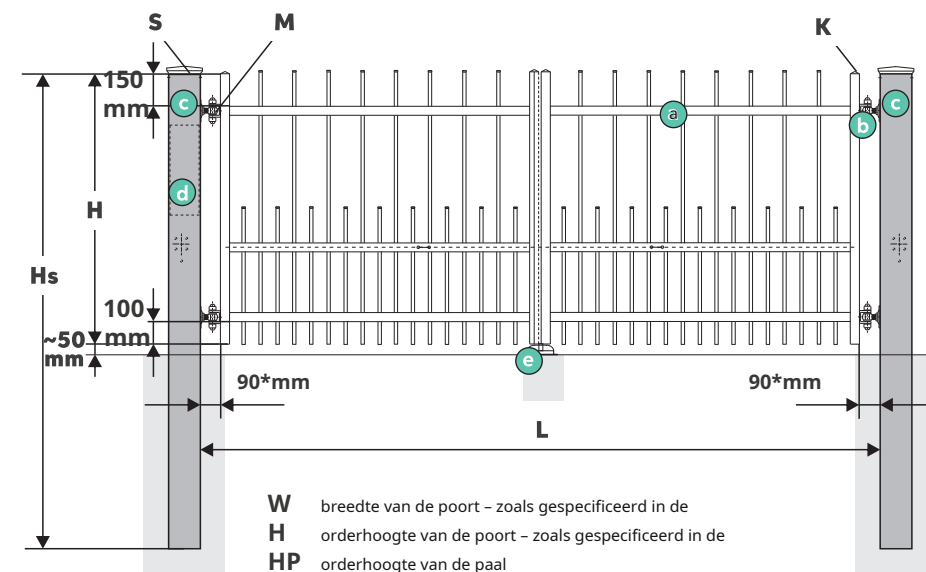 S
M
K
150
mm
c
c
a
b
d
H
Hs
100
mm
~50
mm
e
90*mm
90*mm
L
W breedte van de poort – zoals gespecificeerd in de
H orderhoogte van de poort – zoals gespecificeerd in de
HP orderhoogte van de paal